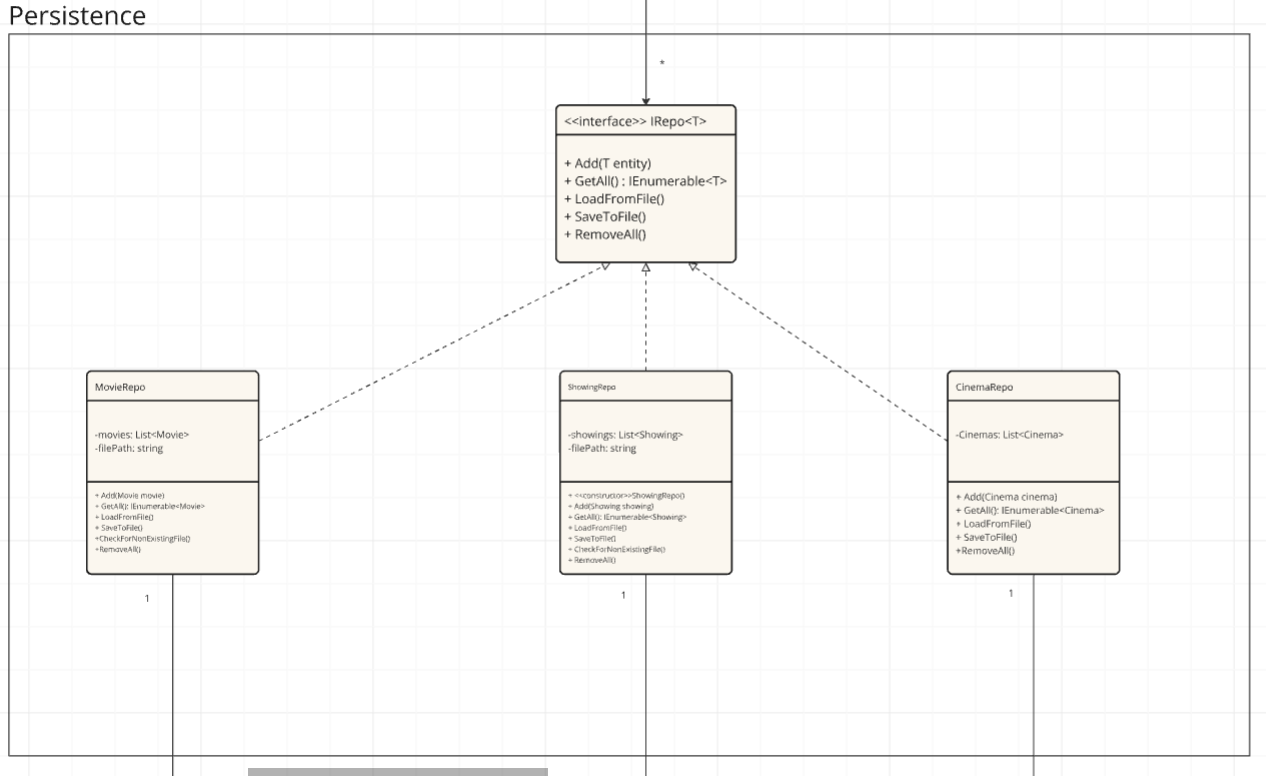 Persistence
*
<<interface>> IRepo<T>
+ Add(T entity)
+ GetAll() : IEnumerable<T>
+ LoadFromFile()
+ SaveToFile()
+ RemoveAll()
MovieRepo
-movies: List<Movie>
-filePath: string
+ Add(Movie movie)
+ GetAll(): IEnumerable<Movie>
+ LoadFromFile()
+ SaveToFile()
+CheckForNonExistingFile()
+RemoveAll()
1
ShowingRepo
-showings: List<Showing>
-filePath: string
+ <<constructor>>ShowingRepo()
+ Add(Showing showing)
+ GetAll(): IEnumerable<Showing>
+ LoadFromFile()
+ SaveToFile()
+ CheckForNonExistingFile()
+ RemoveAll()
1
CinemaRepo
-Cinemas: List<Cinema>
+ Add(Cinema cinema)
+ GetAll(): IEnumerable<Cinema>
+ LoadFromFile()
+ SaveToFile()
+RemoveAll()
1